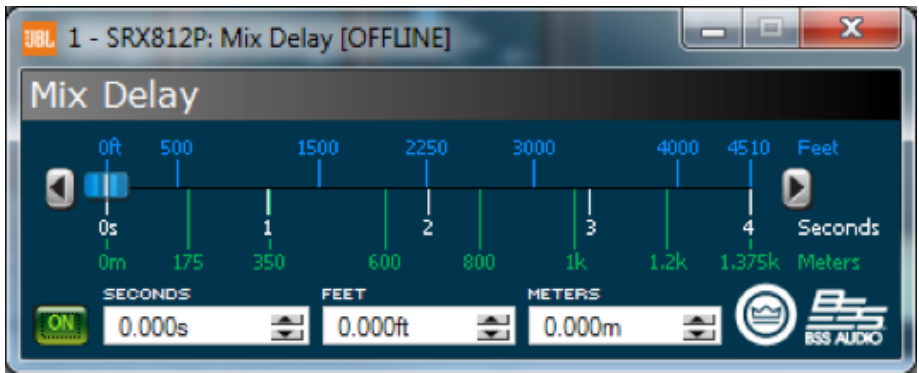 JBL 1 - SRX812P: Mix Delay [OFFLINE]
Mix Delay
0ft 500 1500 2250 3000 4000 4510 Feet
0s 1 2 3 4 Seconds
0m 175 350 600 800 1k 1.2k 1.375k Meters
SECONDS FEET METERS
ON 0.000s 0.000ft 0.000m
BSS AUDIO